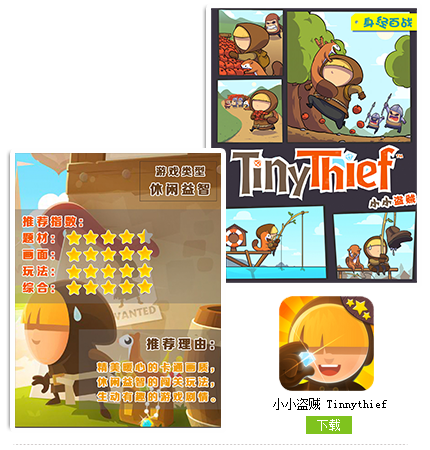 身经百战
TinyThief™
小小盗贼
游戏类型
休闲益智
推荐指数：
题材：
画面：
玩法：
综合：
WANTED
推荐理由：
精美暖心的卡通画质，
休闲益智的闯关玩法，
生动有趣的游戏剧情。
小小盗贼 Tinnythief
下载